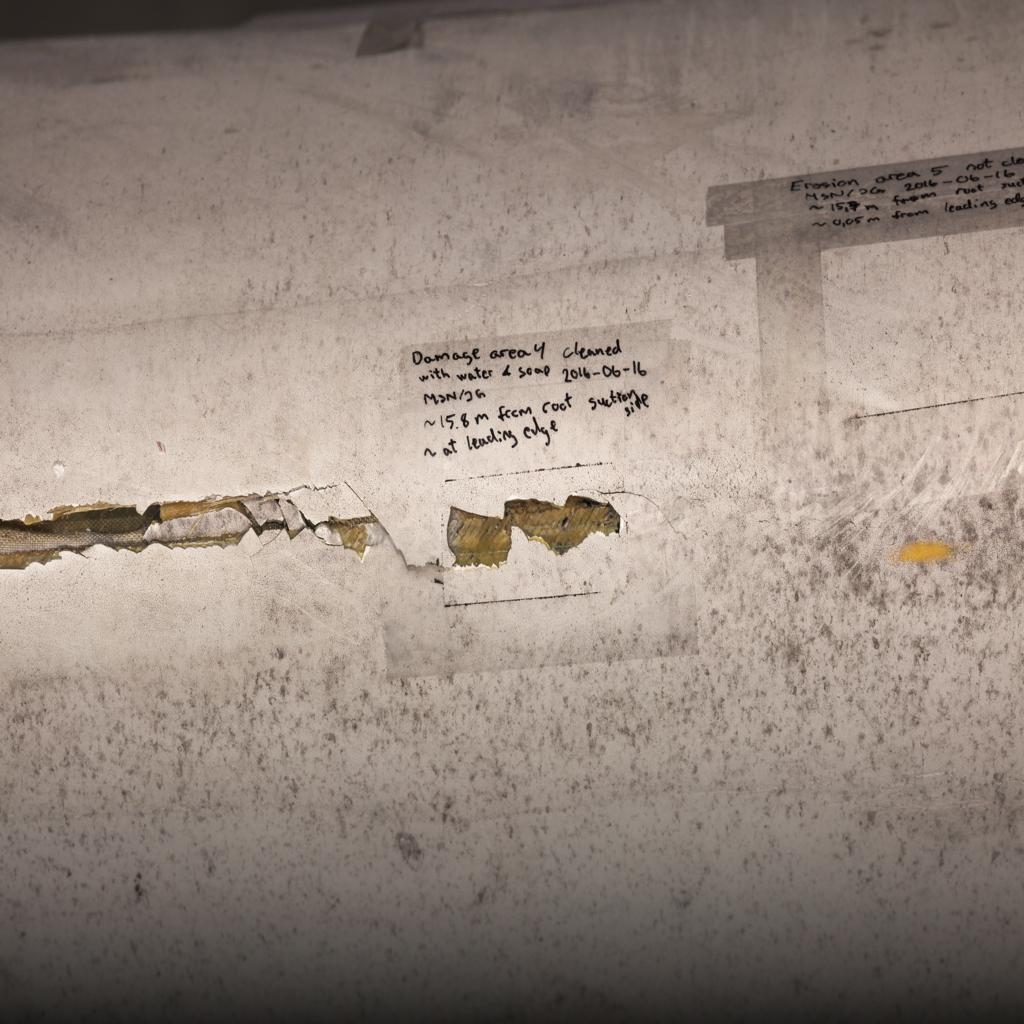 Erosion area 5 not
MSN/JG 2016-06-16
~ 15,7 m from root
~ 0,05 m from leading
Damage area 4 cleaned
with water & soap 2016-06-16
MSN/JG
~ 15.8 m from root suction side
~ at leading edge